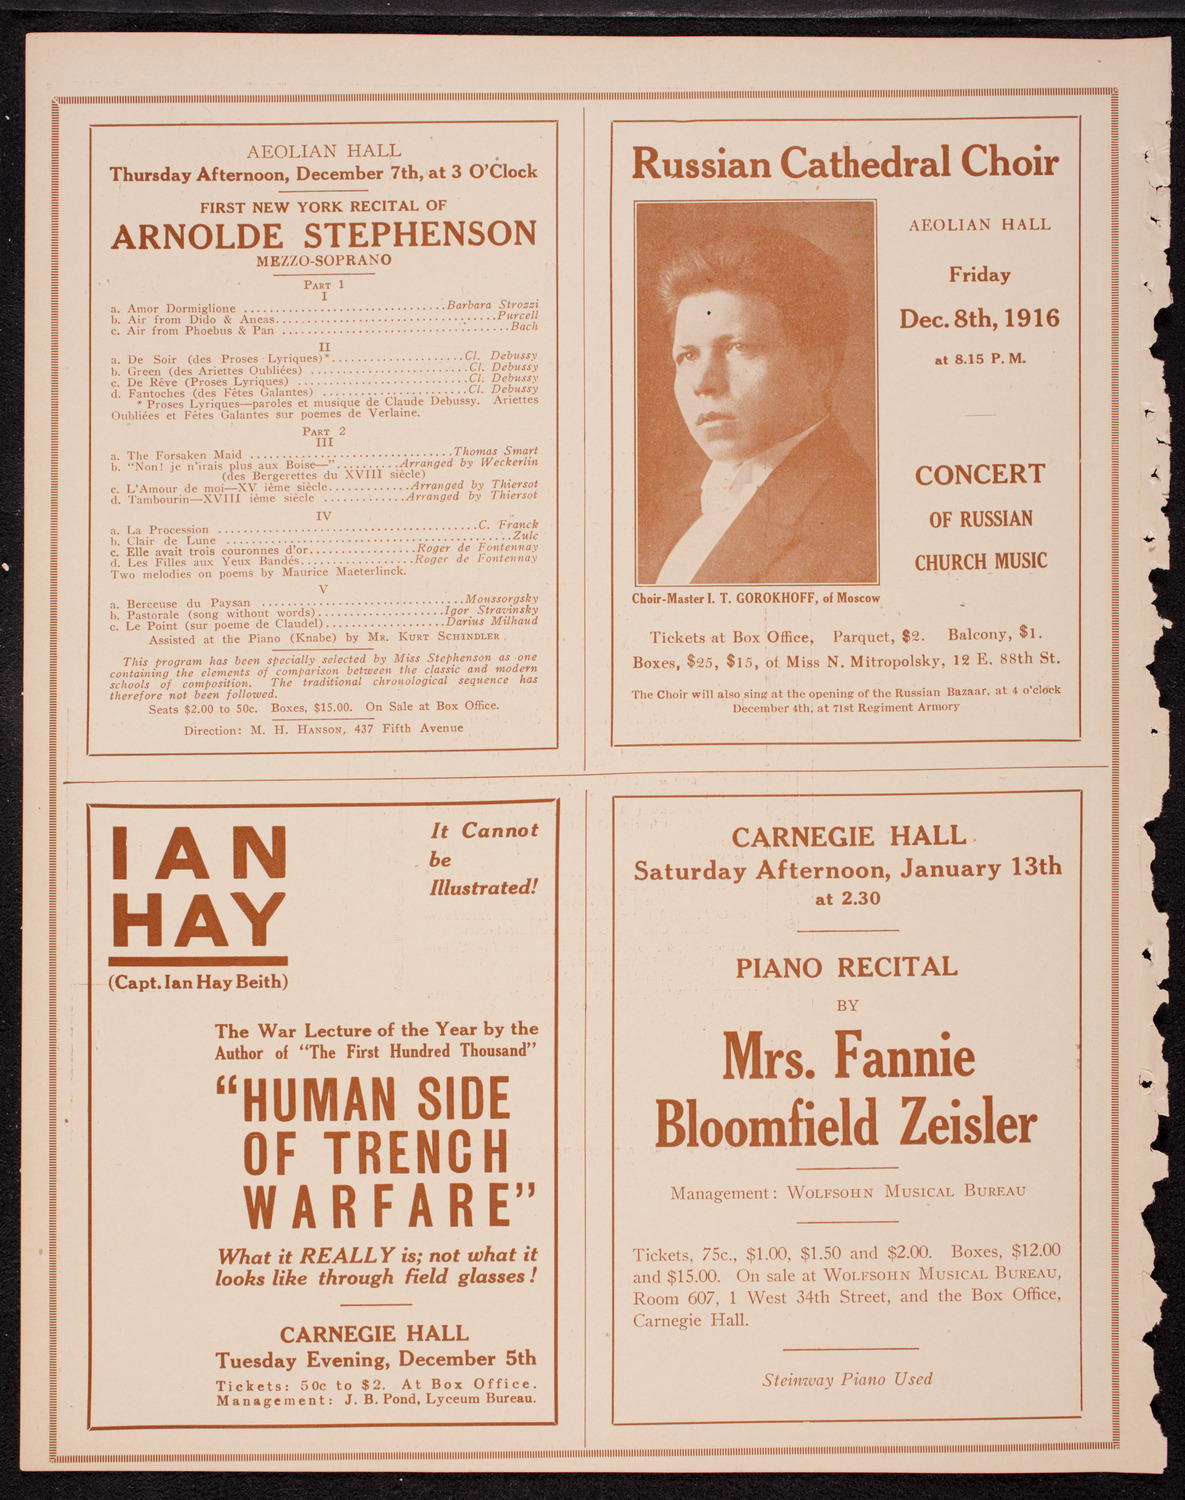 AEOLIAN HALL
Thursday Afternoon, December 7th, at 3 O'Clock
FIRST NEW YORK RECITAL OF
ARNOLDE STEPHENSON
MEZZO-SOPRANO
PART 1
I
a. Amor Dormiglione ..............................Barbara Strozzi
b. Air from Dido & Aneas..................................Purcell
c. Air from Phoebus & Pan ..................................Bach
II
a. De Soir (des Proses Lyriques)*....................Cl. Debussy
b. Green (des Ariettes Oubliées) ........................Cl. Debussy
c. De Rêve (Proses Lyriques) ..........................Cl. Debussy
d. Fantoches (des Fêtes Galantes) ......................Cl. Debussy
* Proses Lyriques—paroles et musique de Claude Debussy. Ariettes
Oubliées et Fêtes Galantes sur poemes de Verlaine.
PART 2
III
a. The Forsaken Maid ...............................Thomas Smart
b. "Non! je n'irais plus aux Boise—"..........Arranged by Weckerlin
(des Bergerettes du XVIII siècle)
c. L'Amour de moi—XV ième siècle.............Arranged by Thiersot
d. Tambourin—XVIII ième siècle .............Arranged by Thiersot
IV
a. La Procession ........................................C. Franck
b. Clair de Lune .............................................Zulc
c. Elle avait trois couronnes d'or................Roger de Fontennay
d. Les Filles aux Yeux Bandés.................Roger de Fontennay
Two melodies on poems by Maurice Maeterlinck.
V
a. Berceuse du Paysan ...............................Moussorgsky
b. Pastorale (song without words)...................Igor Stravinsky
c. Le Point (sur poeme de Claudel)..................Darius Milhaud
Assisted at the Piano (Knabe) by MR. KURT SCHINDLER.
This program has been specially selected by Miss Stephenson as one
containing the elements of comparison between the classic and modern
schools of composition. The traditional chronological sequence has
therefore not been followed.
Seats $2.00 to 50c. Boxes, $15.00. On Sale at Box Office.
Direction: M. H. HANSON, 437 Fifth Avenue
Russian Cathedral Choir
AEOLIAN HALL
Friday
Dec. 8th, 1916
at 8.15 P. M.
CONCERT
OF RUSSIAN
CHURCH MUSIC
Choir-Master I. T. GOROKHOFF, of Moscow
Tickets at Box Office, Parquet, $2. Balcony, $1.
Boxes, $25, $15, of Miss N. Mitropolsky, 12 E. 88th St.
The Choir will also sing at the opening of the Russian Bazaar, at 4 o'clock
December 4th, at 71st Regiment Armory
IAN
HAY
(Capt. Ian Hay Beith)
It Cannot
be
Illustrated!
The War Lecture of the Year by the
Author of "The First Hundred Thousand"
"HUMAN SIDE
OF TRENCH
WARFARE"
What it REALLY is; not what it
looks like through field glasses!
CARNEGIE HALL
Tuesday Evening, December 5th
Tickets: 50c to $2. At Box Office.
Management: J. B. Pond, Lyceum Bureau.
CARNEGIE HALL
Saturday Afternoon, January 13th
at 2.30
PIANO RECITAL
BY
Mrs. Fannie
Bloomfield Zeisler
Management: WOLFSOHN MUSICAL BUREAU
Tickets, 75c., $1.00, $1.50 and $2.00. Boxes, $12.00
and $15.00. On sale at WOLFSOHN MUSICAL BUREAU,
Room 607, 1 West 34th Street, and the Box Office,
Carnegie Hall.
Steinway Piano Used